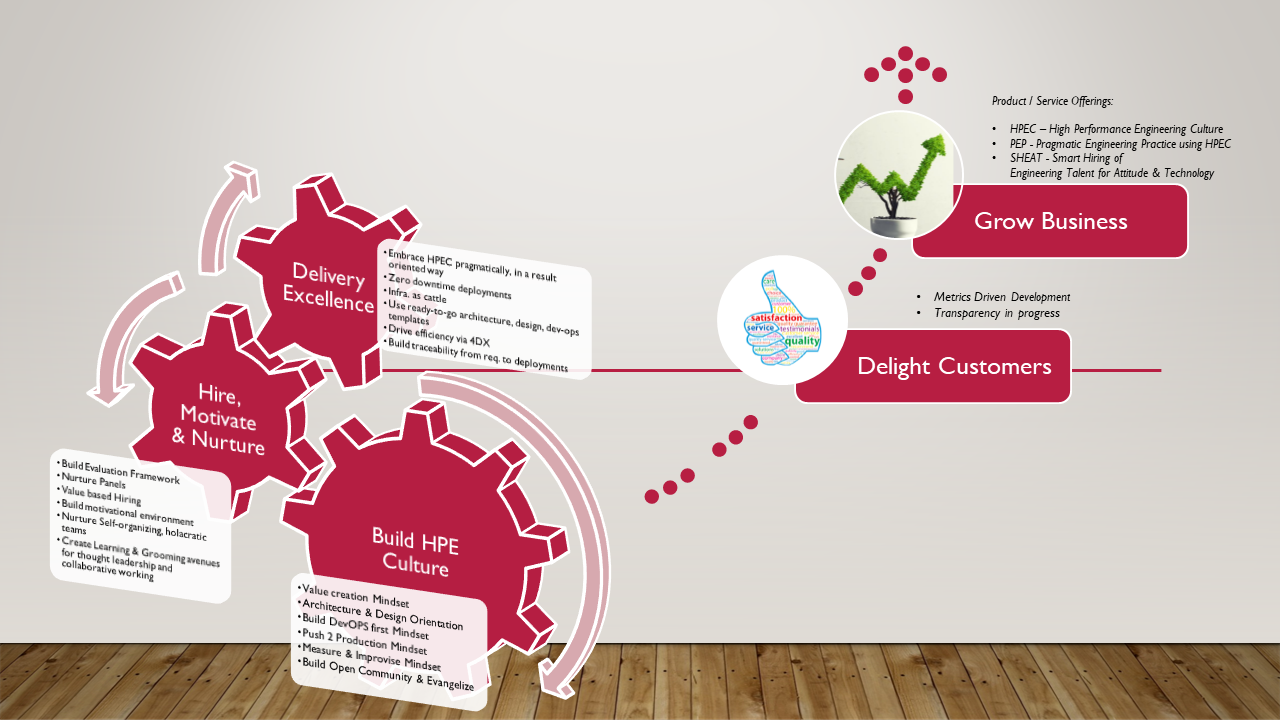 Product / Service Offerings:
• HPEC – High Performance Engineering Culture
• PEP - Pragmatic Engineering Practice using HPEC
• SHEAT - Smart Hiring of
Engineering Talent for Attitude & Technology
Grow Business
• Metrics Driven Development
• Transparency in progress
Delight Customers
100%
satisfaction
service testimonials
quality
Delivery
Excellence
• Embrace HPEC pragmatically, in a result
oriented way
• Zero downtime deployments
• Infra. as cattle
• Use ready-to-go architecture, design, dev-ops
templates
• Drive efficiency via 4DX
• Build traceability from req. to deployments
Hire,
Motivate
& Nurture
• Build Evaluation Framework
• Nurture Panels
• Value based Hiring
• Build motivational environment
• Nurture Self-organizing, holacratic
teams
• Create Learning & Grooming avenues
for thought leadership and
collaborative working
Build HPE
Culture
• Value creation Mindset
• Architecture & Design Orientation
• Build DevOPS first Mindset
• Push 2 Production Mindset
• Measure & Improvise Mindset
• Build Open Community & Evangelize